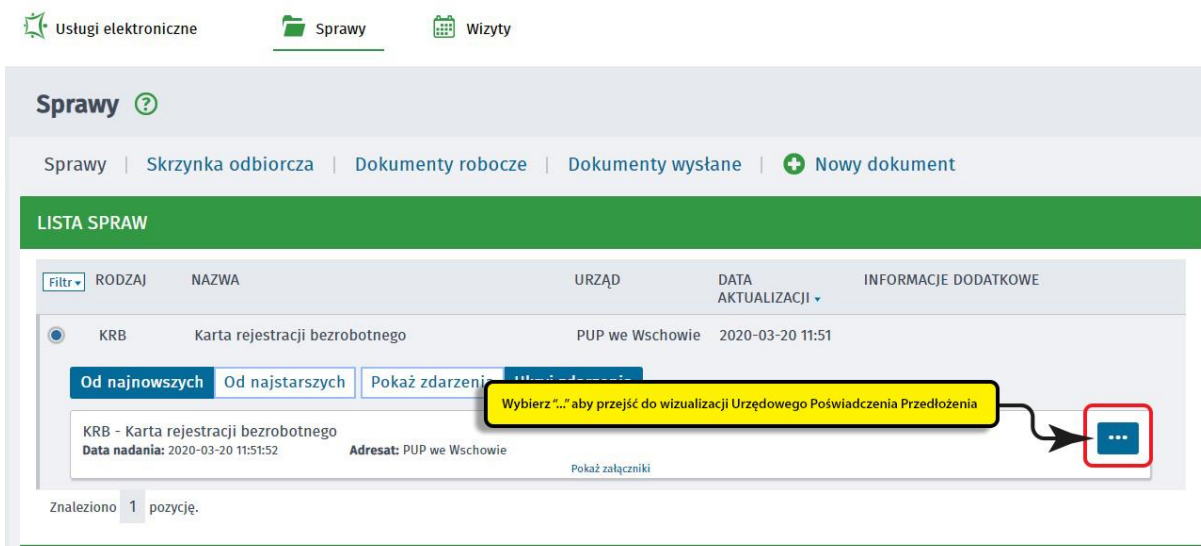 Usługi elektroniczne Sprawy Wizyty
Sprawy ?
Sprawy | Skrzynka odbiorcza | Dokumenty robocze | Dokumenty wysłane | + Nowy dokument
LISTA SPRAW
Filtr RODZAJ NAZWA URZĄD DATA AKTUALIZACJI INFORMACJE DODATKOWE
KRB Karta rejestracji bezrobotnego PUP we Wschowie 2020-03-20 11:51
Od najnowszych Od najstarszych Pokaż zdarzenia Ukryj zdarzenia
Wybierz "..." aby przejść do wizualizacji Urzędowego Poświadczenia Przedłożenia
...
KRB - Karta rejestracji bezrobotnego
Data nadania: 2020-03-20 11:51:52 Adresat: PUP we Wschowie
Pokaż załączniki
Znaleziono 1 pozycję.